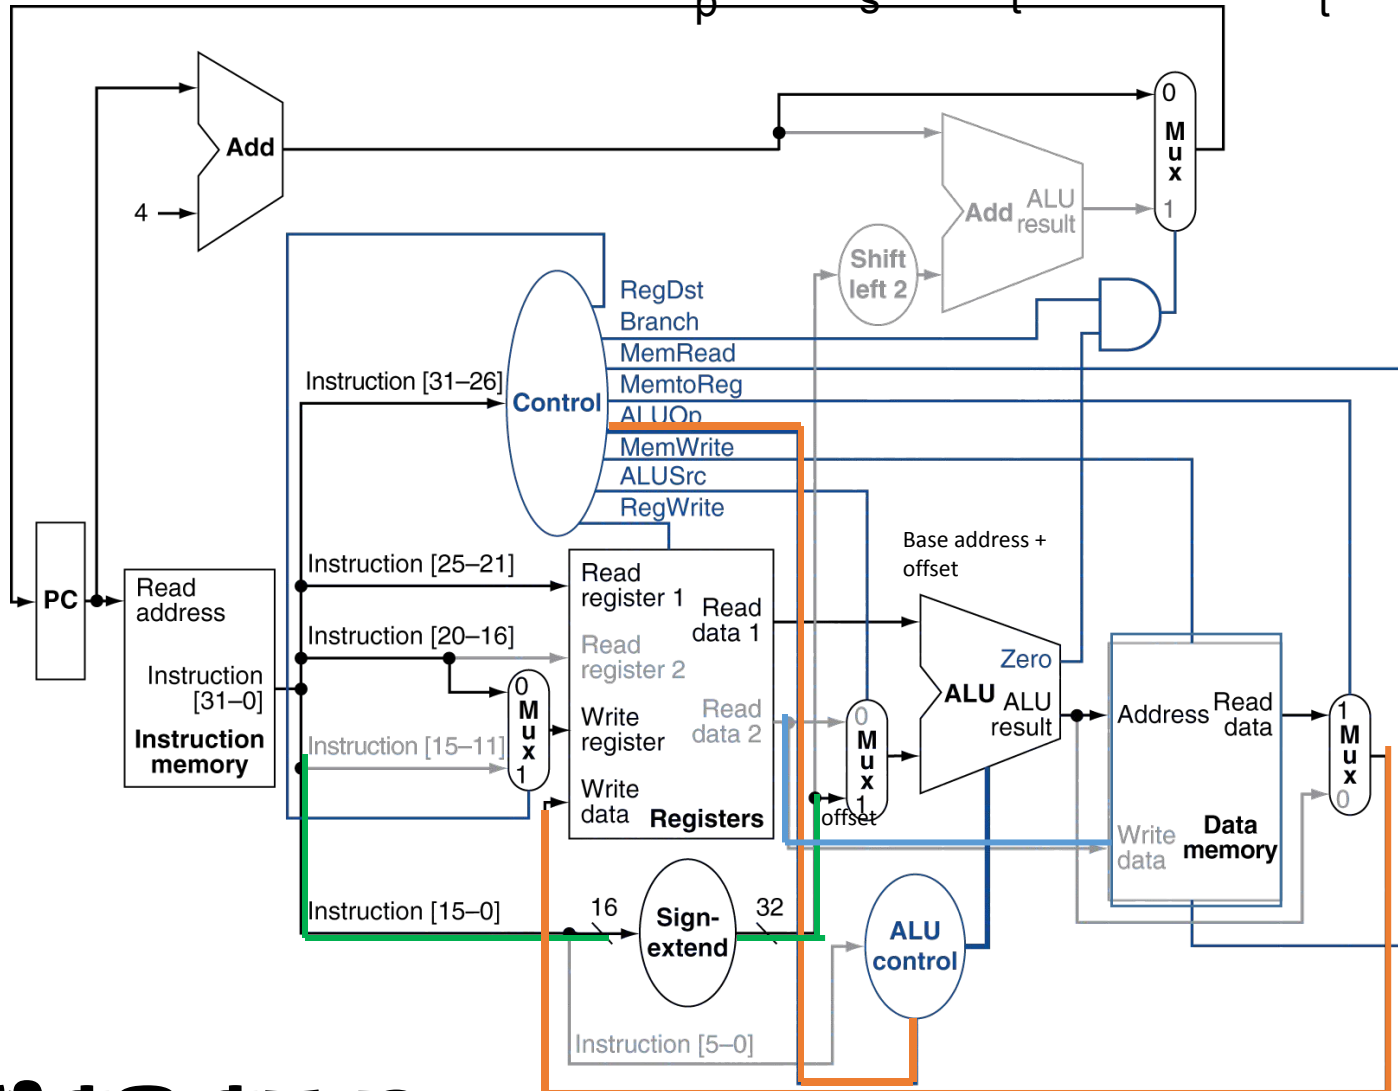 0
M
u
x
1
Add
4
Add
ALU
result
Shift
left 2
RegDst
Branch
MemRead
MemtoReg
ALUOp
MemWrite
ALUSrc
RegWrite
Instruction [31–26]
Control
Base address +
offset
PC
Read
address
Instruction
[31–0]
Instruction
memory
Instruction [25–21]
Instruction [20–16]
Instruction [15–11]
0
M
u
x
1
Read
register 1
Read
register 2
Write
register
Write
data
Read
data 1
Read
data 2
Registers
0
M
u
x
1
offset
Zero
ALU
ALU
result
Address
Read
data
Write
data
Data
memory
1
M
u
x
0
Instruction [15–0]
16
Sign-
extend
32
ALU
control
Instruction [5–0]